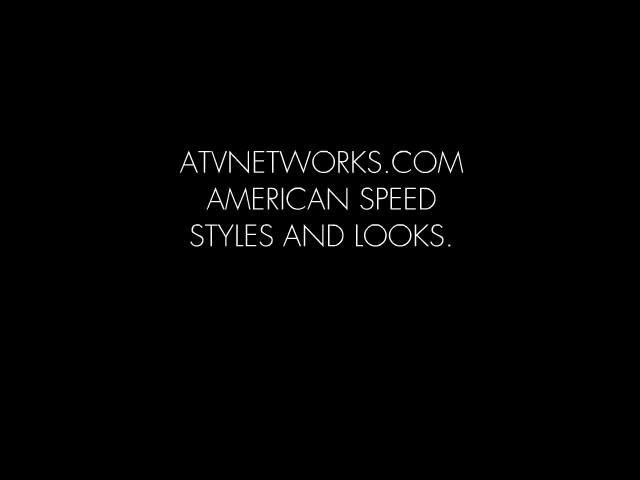 ATVNETWORKS.COM
AMERICAN SPEED
STYLES AND LOOKS.